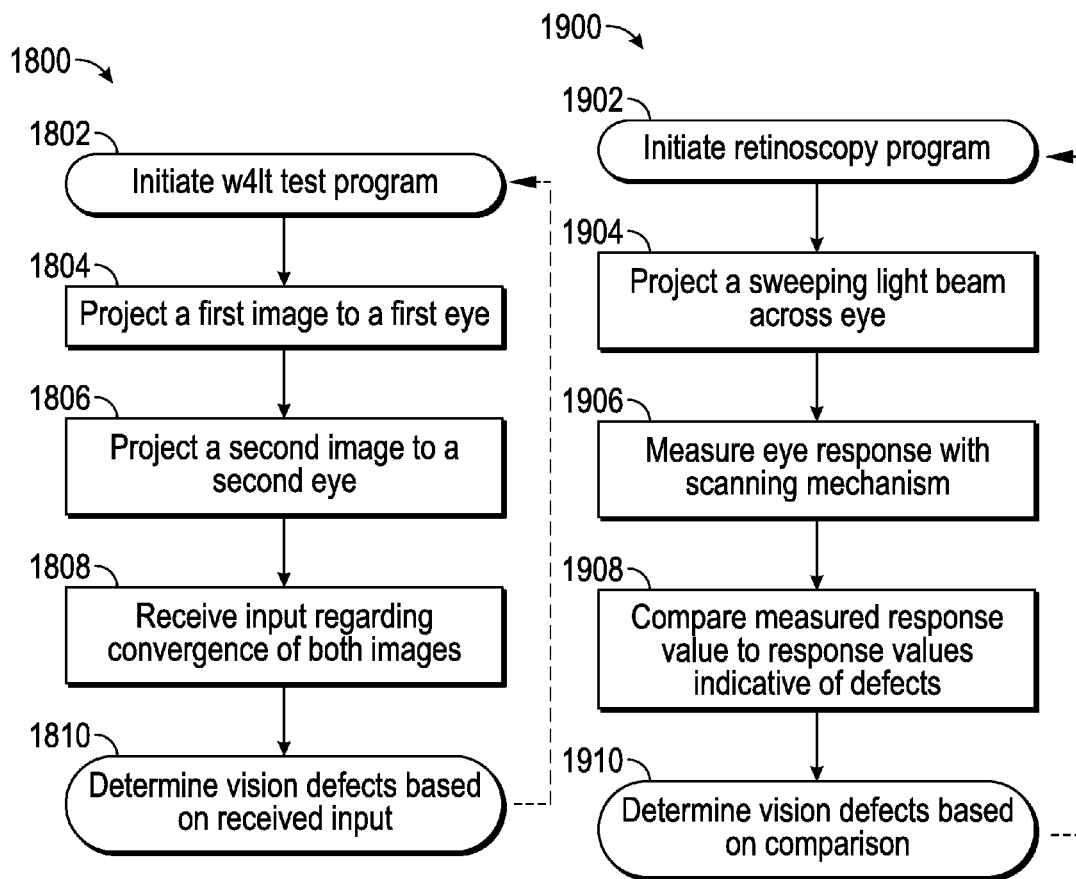 1800
1802
Initiate w4lt test program
1804
Project a first image to a first eye
1806
Project a second image to a
second eye
1808
Receive input regarding
convergence of both images
1810
Determine vision defects based
on received input
1900
1902
Initiate retinoscopy program
1904
Project a sweeping light beam
across eye
1906
Measure eye response with
scanning mechanism
1908
Compare measured response
value to response values
indicative of defects
1910
Determine vision defects based
on comparison